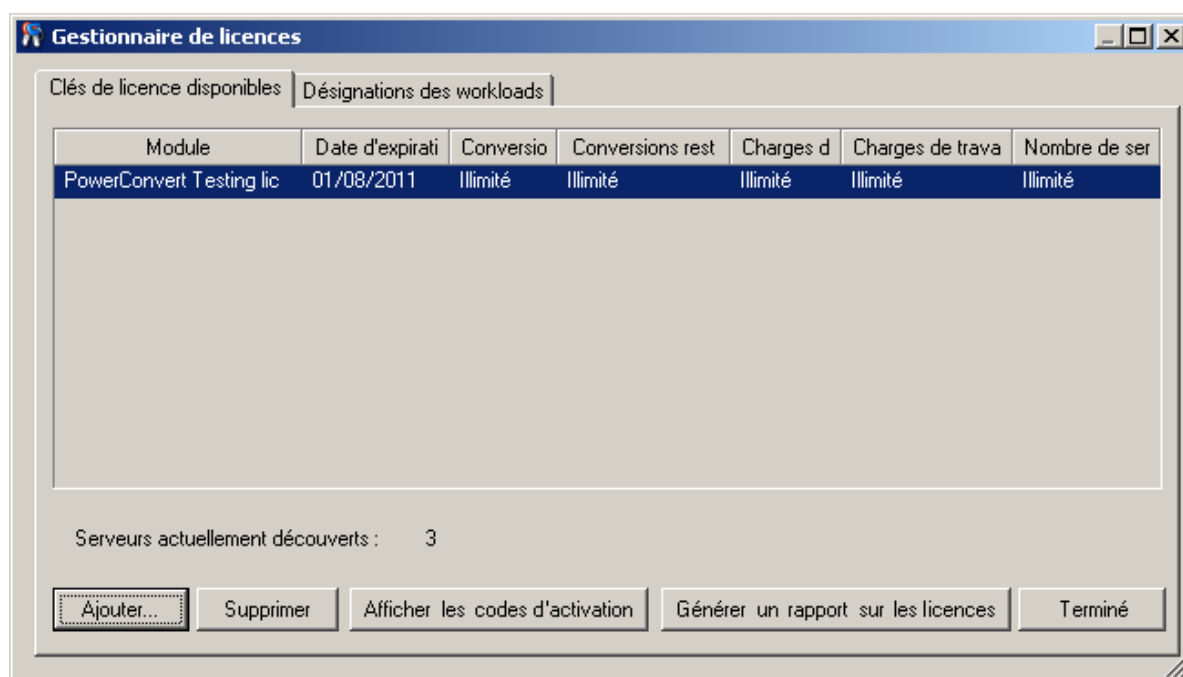 Gestionnaire de licences
Clés de licence disponibles Désignations des workloads
Module Date d'expirati Conversio Conversions rest Charges d Charges de trava Nombre de ser
PowerConvert Testing lic 01/08/2011 Illimité Illimité Illimité Illimité Illimité
Serveurs actuellement découverts : 3
Ajouter... Supprimer Afficher les codes d'activation Générer un rapport sur les licences Terminé